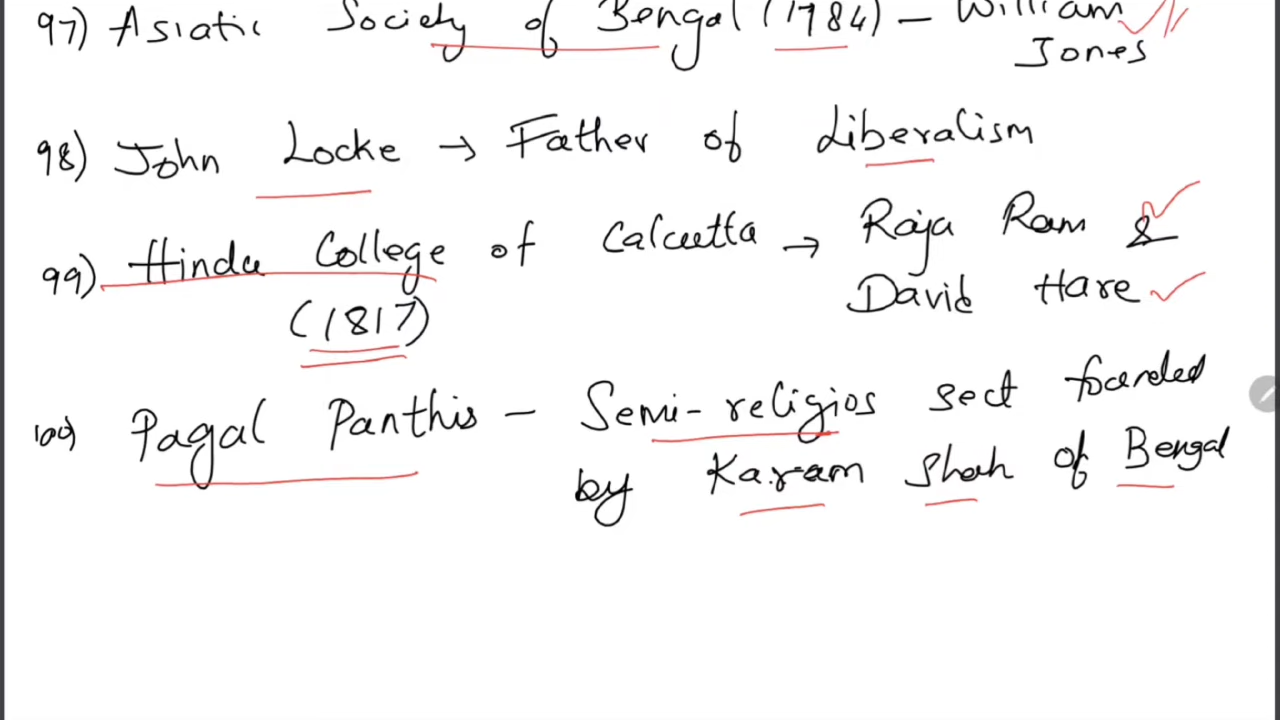 97) Asiatic Society of Bengal (1784) – William
Jones
98) John Locke → Father of Liberalism
99) Hindu College of Calcutta → Raja Ram &
(1817) David Hare
100) Pagal Panthis – Semi-religios sect founded
by Karam Shah of Bengal